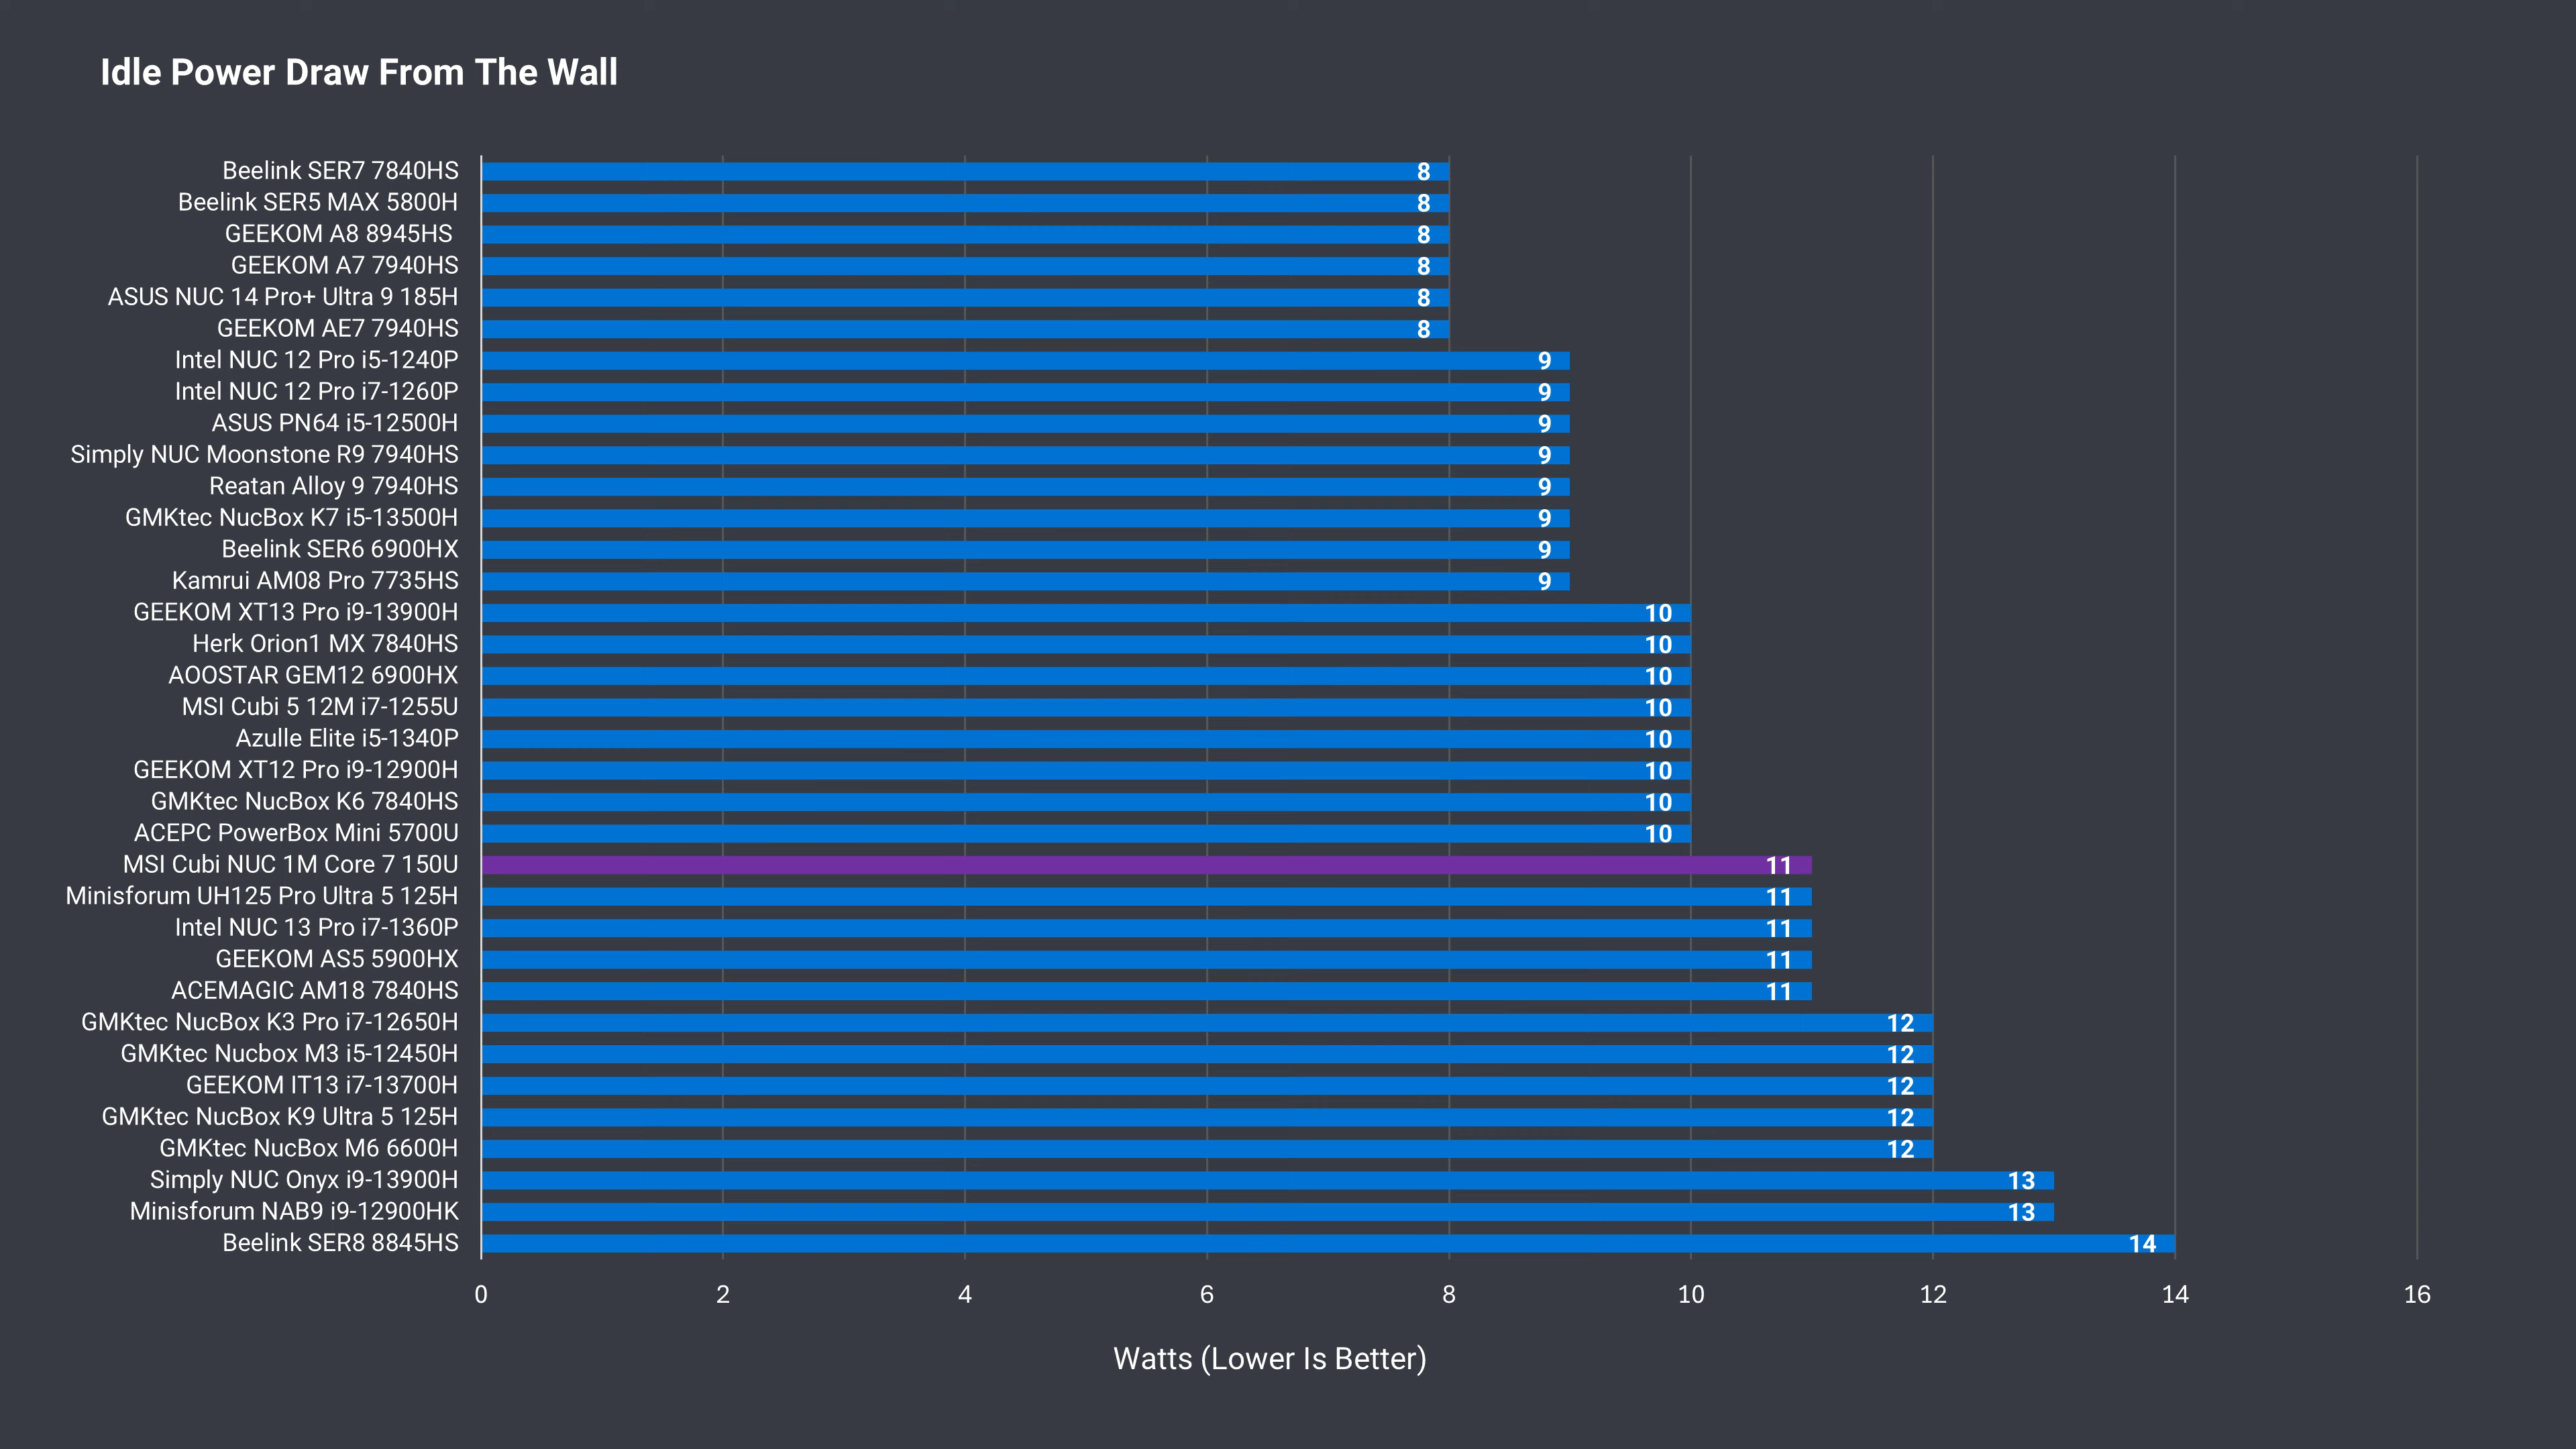 Idle Power Draw From The Wall
Beelink SER7 7840HS 8
Beelink SER5 MAX 5800H 8
GEEKOM A8 8945HS 8
GEEKOM A7 7940HS 8
ASUS NUC 14 Pro+ Ultra 9 185H 8
GEEKOM AE7 7940HS 8
Intel NUC 12 Pro i5-1240P 9
Intel NUC 12 Pro i7-1260P 9
ASUS PN64 i5-12500H 9
Simply NUC Moonstone R9 7940HS 9
Reatan Alloy 9 7940HS 9
GMKtec NucBox K7 i5-13500H 9
Beelink SER6 6900HX 9
Kamrui AM08 Pro 7735HS 9
GEEKOM XT13 Pro i9-13900H 10
Herk Orion1 MX 7840HS 10
AOOSTAR GEM12 6900HX 10
MSI Cubi 5 12M i7-1255U 10
Azulle Elite i5-1340P 10
GEEKOM XT12 Pro i9-12900H 10
GMKtec NucBox K6 7840HS 10
ACEPC PowerBox Mini 5700U 10
MSI Cubi NUC 1M Core 7 150U 11
Minisforum UH125 Pro Ultra 5 125H 11
Intel NUC 13 Pro i7-1360P 11
GEEKOM AS5 5900HX 11
ACEMAGIC AM18 7840HS 11
GMKtec NucBox K3 Pro i7-12650H 12
GMKtec Nucbox M3 i5-12450H 12
GEEKOM IT13 i7-13700H 12
GMKtec NucBox K9 Ultra 5 125H 12
GMKtec NucBox M6 6600H 12
Simply NUC Onyx i9-13900H 13
Minisforum NAB9 i9-12900HK 13
Beelink SER8 8845HS 14
0 2 4 6 8 10 12 14 16
Watts (Lower Is Better)